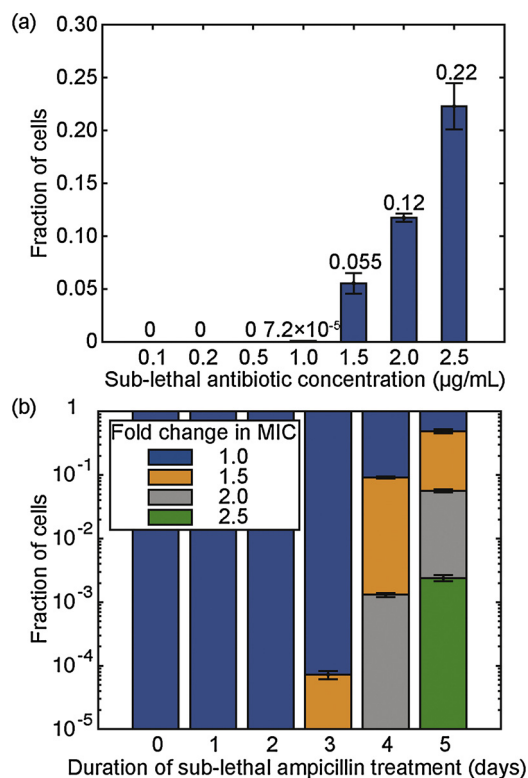 (a)
0.30
0.25
0.20
0.15
0.10
0.05
0
Fraction of cells
0 0 0 7.2×10⁻⁵ 0.055 0.12 0.22
0.1 0.2 0.5 1.0 1.5 2.0 2.5
Sub-lethal antibiotic concentration (μg/mL)
(b)
1
10⁻¹
10⁻²
10⁻³
10⁻⁴
10⁻⁵
Fraction of cells
Fold change in MIC
1.0
1.5
2.0
2.5
0 1 2 3 4 5
Duration of sub-lethal ampicillin treatment (days)